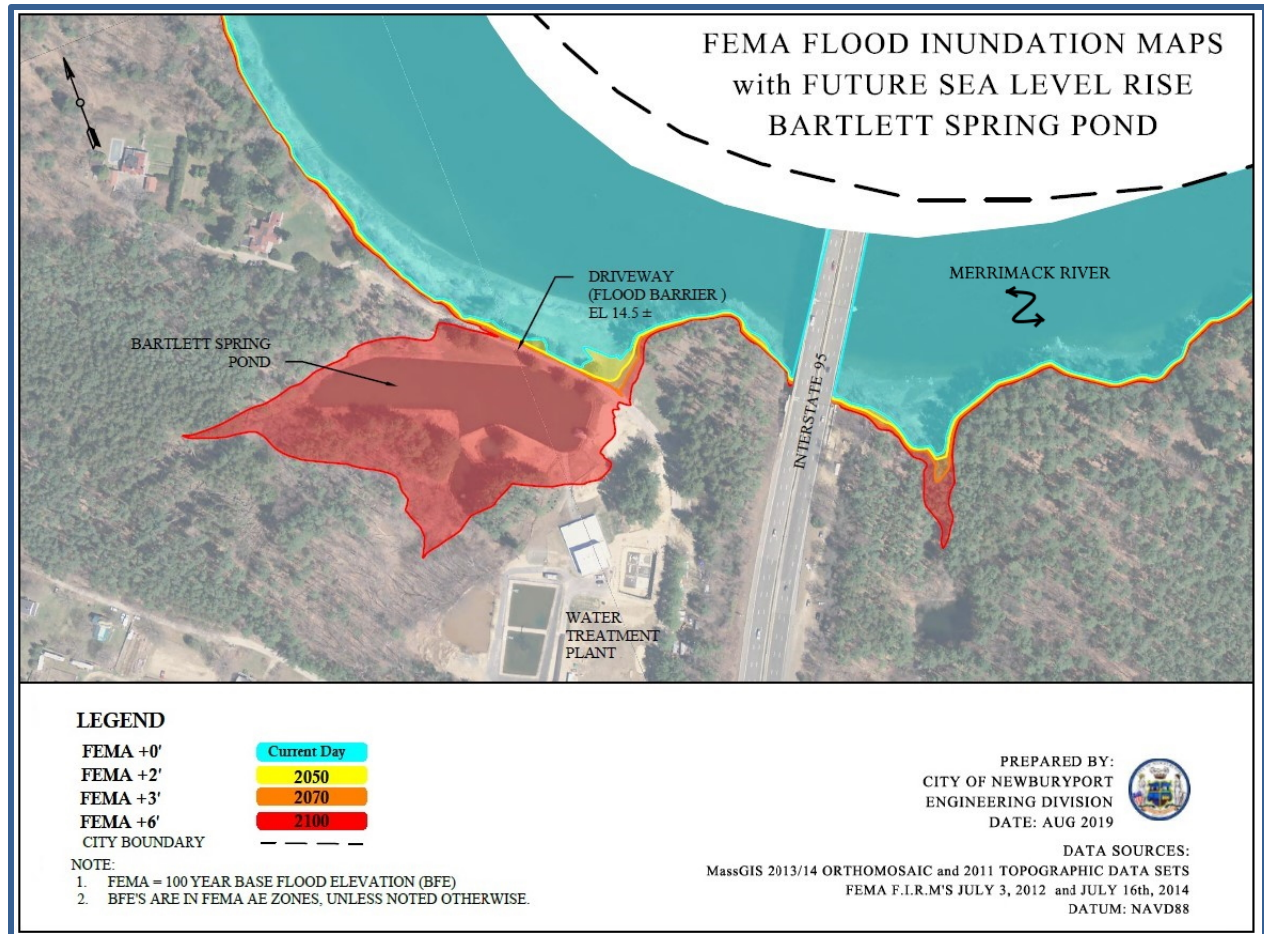 FEMA FLOOD INUNDATION MAPS
with FUTURE SEA LEVEL RISE
BARTLETT SPRING POND
DRIVEWAY
(FLOOD BARRIER )
EL 14.5 ±
MERRIMACK RIVER
BARTLETT SPRING
POND
INTERSTATE 95
WATER
TREATMENT
PLANT
LEGEND
FEMA +0' Current Day
FEMA +2' 2050
FEMA +3' 2070
FEMA +6' 2100
CITY BOUNDARY
NOTE:
1. FEMA = 100 YEAR BASE FLOOD ELEVATION (BFE)
2. BFE'S ARE IN FEMA AE ZONES, UNLESS NOTED OTHERWISE.
PREPARED BY:
CITY OF NEWBURYPORT
ENGINEERING DIVISION
DATE: AUG 2019
DATA SOURCES:
MassGIS 2013/14 ORTHOMOSAIC and 2011 TOPOGRAPHIC DATA SETS
FEMA F.I.R.M'S JULY 3, 2012 and JULY 16th, 2014
DATUM: NAVD88